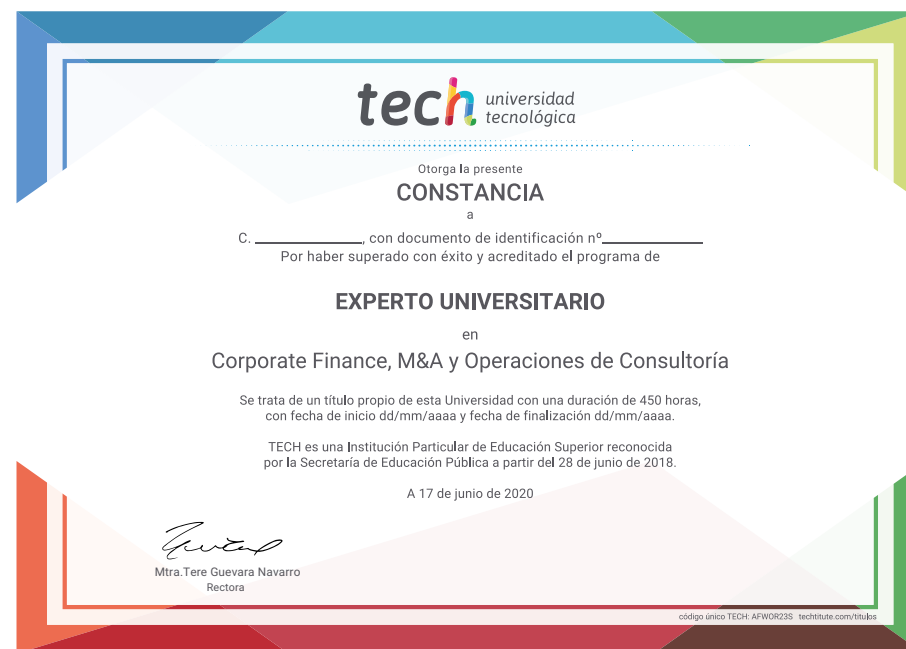 tech universidad
tecnológica
Otorga la presente
CONSTANCIA
a
C. ____________, con documento de identificación nº____________
Por haber superado con éxito y acreditado el programa de
EXPERTO UNIVERSITARIO
en
Corporate Finance, M&A y Operaciones de Consultoría
Se trata de un título propio de esta Universidad con una duración de 450 horas,
con fecha de inicio dd/mm/aaaa y fecha de finalización dd/mm/aaaa.
TECH es una Institución Particular de Educación Superior reconocida
por la Secretaría de Educación Pública a partir del 28 de junio de 2018.
A 17 de junio de 2020
Mtra.Tere Guevara Navarro
Rectora
código único TECH: AFWOR23S techtitute.com/titulos